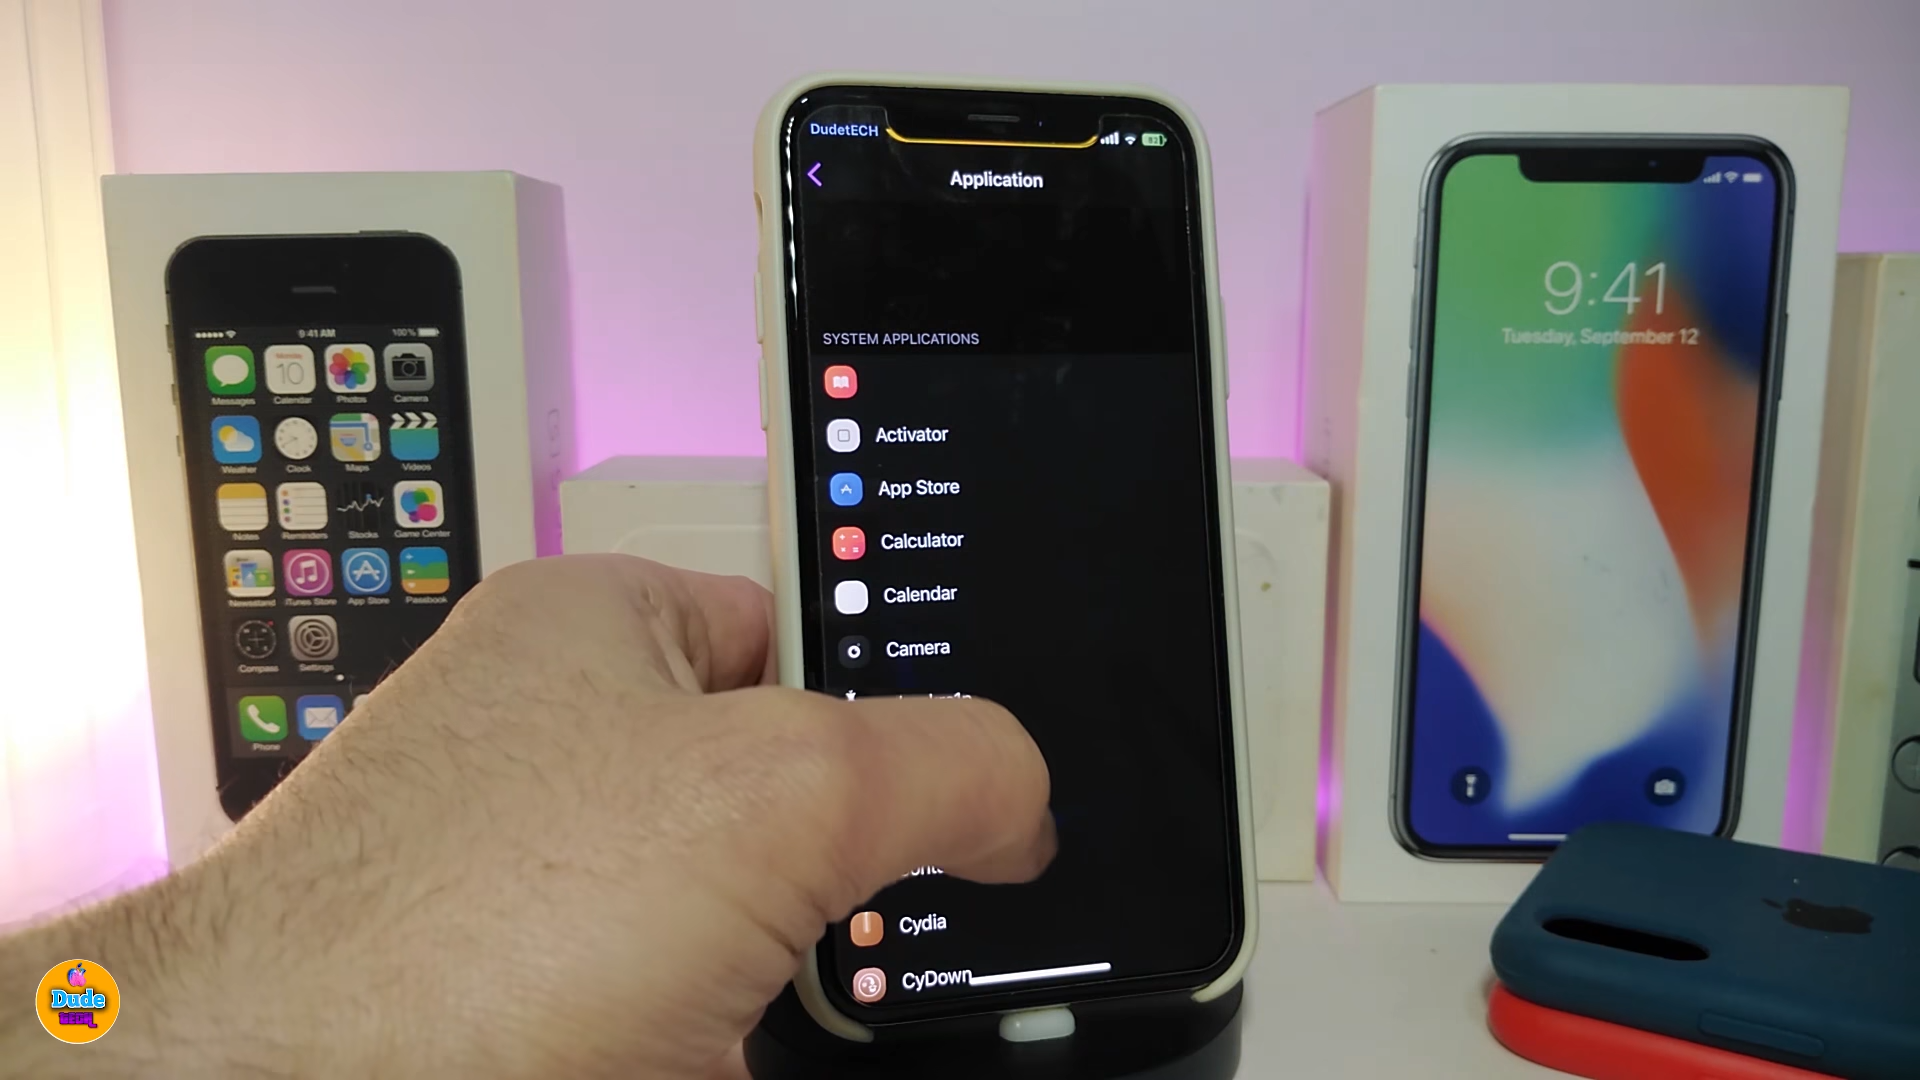 DudetECH
Application
SYSTEM APPLICATIONS
Activator
App Store
Calculator
Calendar
Camera
Cydia
CyDown
9:41 AM
100%
Messages
Calendar
Photos
Camera
Weather
Clock
Maps
Videos
Notes
Reminders
Stocks
Game Center
Newsstand
iTunes Store
App Store
Passbook
Compass
Settings
Phone
9:41
Tuesday, September 12
Dude